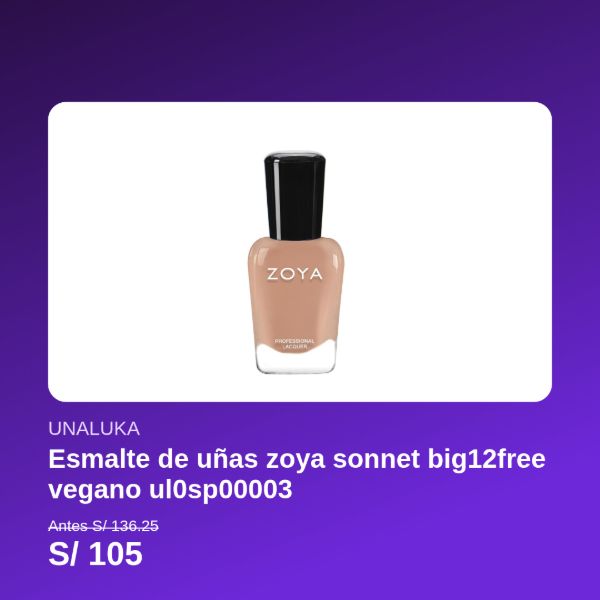 ZOYA
PROFESSIONAL
LACQUER
UNALUKA
Esmalte de uñas zoya sonnet big12free
vegano ul0sp00003
Antes S/ 136.25
S/ 105